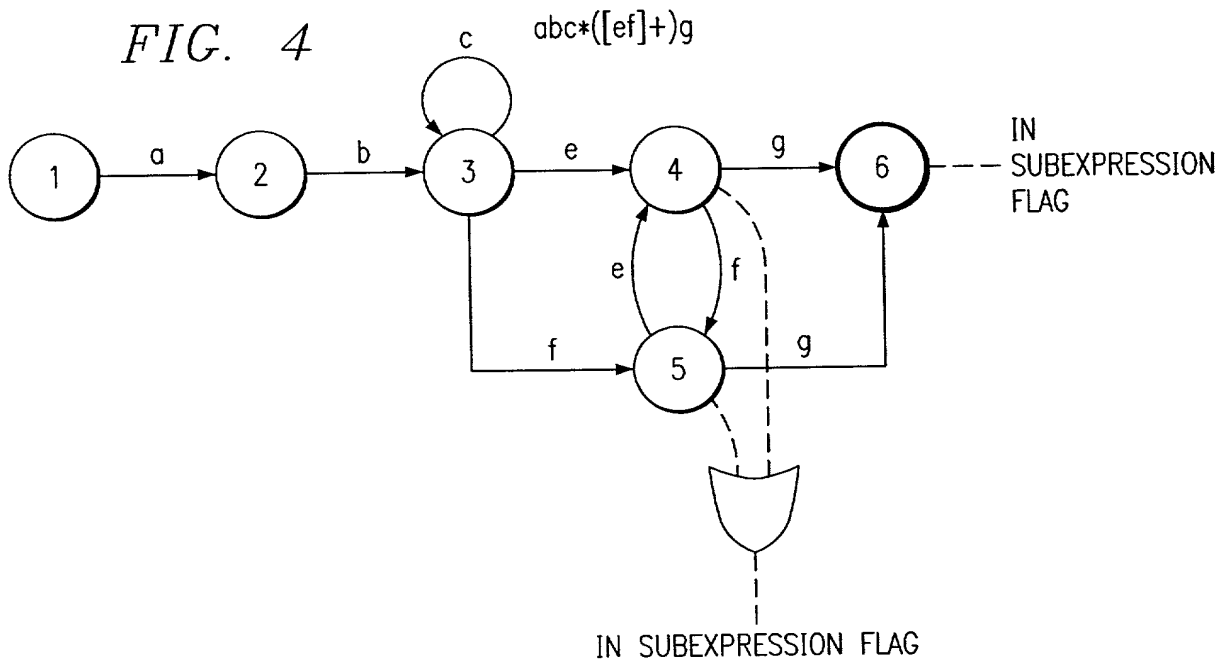 FIG. 4
abc*([ef]+)g
c
1
a
2
b
3
e
4
g
6
IN
SUBEXPRESSION
FLAG
e
f
f
5
g
IN SUBEXPRESSION FLAG